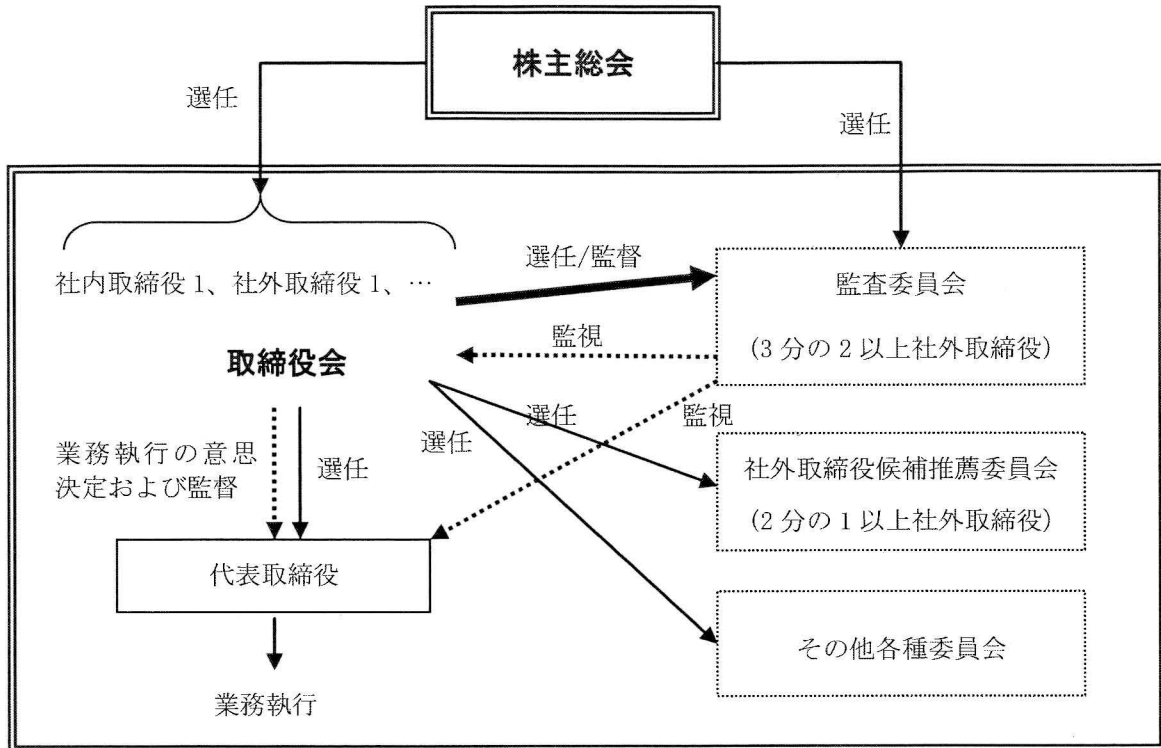 株主総会
選任
選任
社内取締役 1、社外取締役 1、…
選任/監督
監査委員会
(3 分の 2 以上社外取締役)
監視
取締役会
監視
選任
選任
業務執行の意思
決定および監督
選任
社外取締役候補推薦委員会
(2 分の 1 以上社外取締役)
代表取締役
その他各種委員会
業務執行